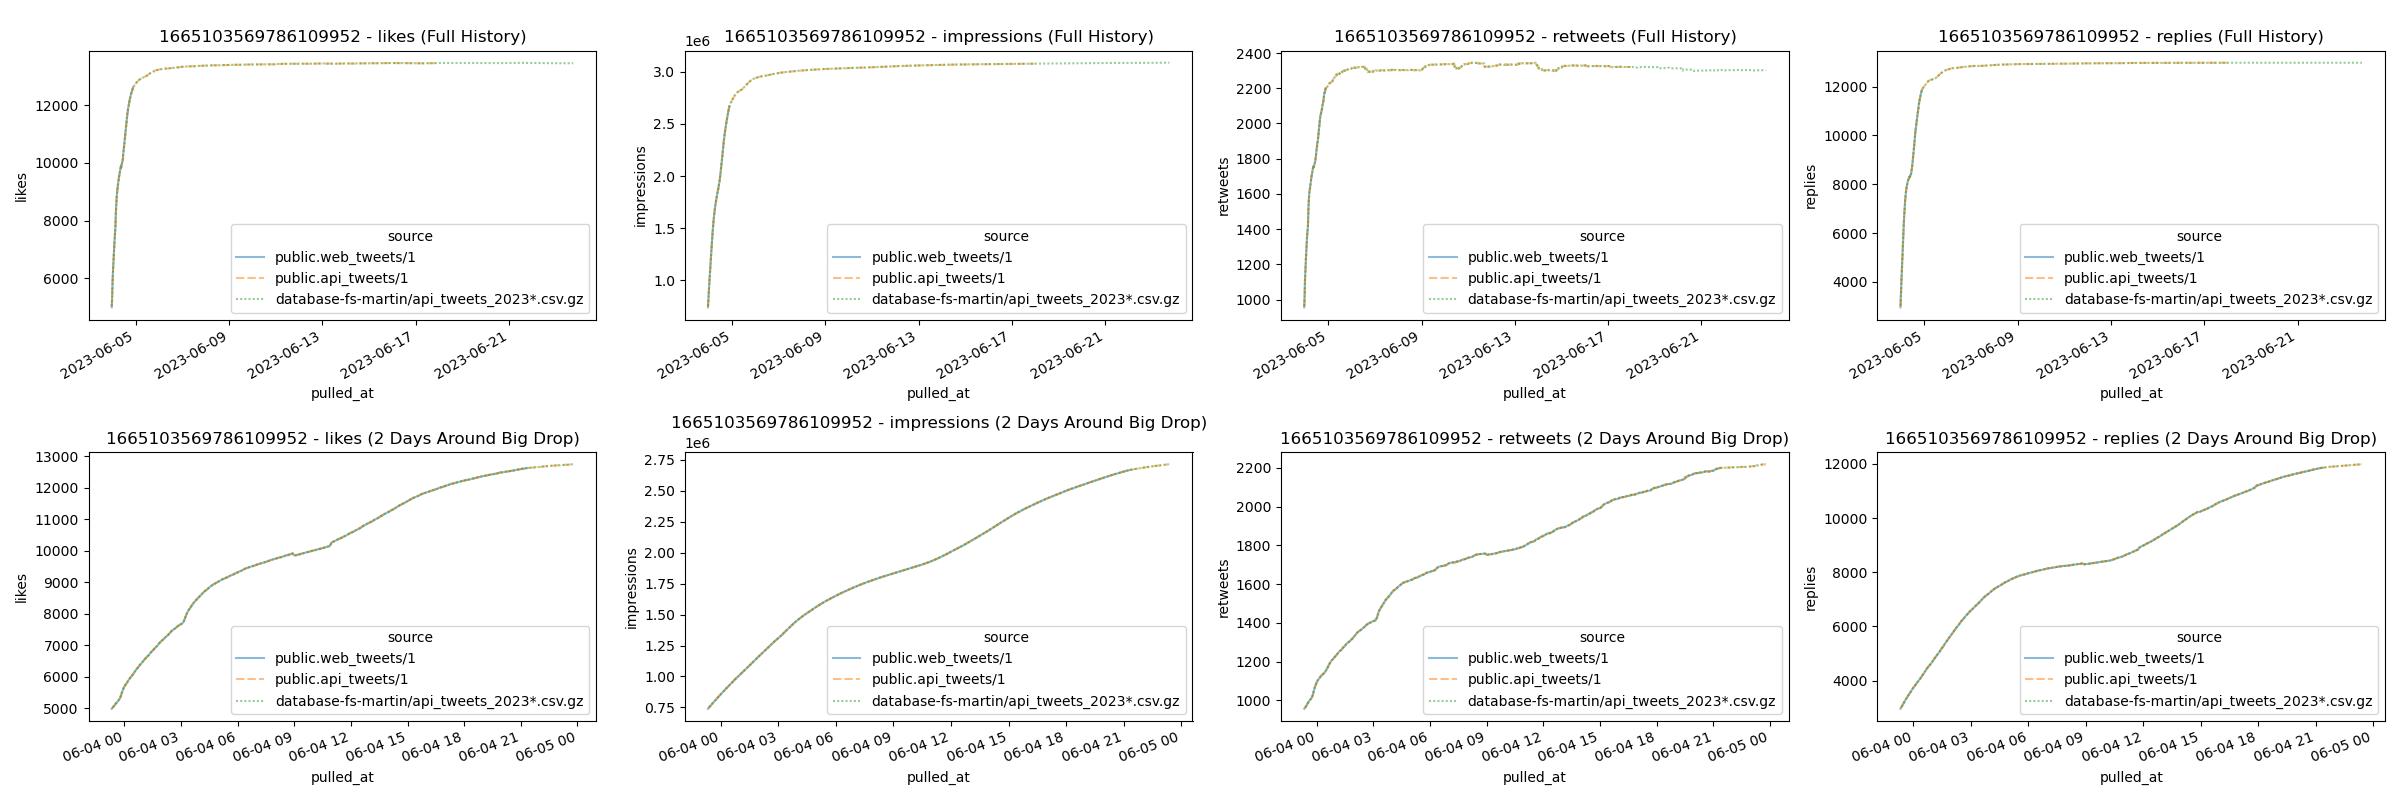 1665103569786109952 - likes (Full History)
likes
12000
10000
8000
6000
source
public.web_tweets/1
public.api_tweets/1
database-fs-martin/api_tweets_2023*.csv.gz
2023-06-05
2023-06-09
2023-06-13
2023-06-17
2023-06-21
pulled_at
1665103569786109952 - impressions (Full History)
1e6
impressions
3.0
2.5
2.0
1.5
1.0
source
public.web_tweets/1
public.api_tweets/1
database-fs-martin/api_tweets_2023*.csv.gz
2023-06-05
2023-06-09
2023-06-13
2023-06-17
2023-06-21
pulled_at
1665103569786109952 - retweets (Full History)
retweets
2400
2200
2000
1800
1600
1400
1200
1000
source
public.web_tweets/1
public.api_tweets/1
database-fs-martin/api_tweets_2023*.csv.gz
2023-06-05
2023-06-09
2023-06-13
2023-06-17
2023-06-21
pulled_at
1665103569786109952 - replies (Full History)
replies
12000
10000
8000
6000
4000
source
public.web_tweets/1
public.api_tweets/1
database-fs-martin/api_tweets_2023*.csv.gz
2023-06-05
2023-06-09
2023-06-13
2023-06-17
2023-06-21
pulled_at
1665103569786109952 - likes (2 Days Around Big Drop)
likes
13000
12000
11000
10000
9000
8000
7000
6000
5000
source
public.web_tweets/1
public.api_tweets/1
database-fs-martin/api_tweets_2023*.csv.gz
06-04 00
06-04 03
06-04 06
06-04 09
06-04 12
06-04 15
06-04 18
06-04 21
06-05 00
pulled_at
1665103569786109952 - impressions (2 Days Around Big Drop)
1e6
impressions
2.75
2.50
2.25
2.00
1.75
1.50
1.25
1.00
0.75
source
public.web_tweets/1
public.api_tweets/1
database-fs-martin/api_tweets_2023*.csv.gz
06-04 00
06-04 03
06-04 06
06-04 09
06-04 12
06-04 15
06-04 18
06-04 21
06-05 00
pulled_at
1665103569786109952 - retweets (2 Days Around Big Drop)
retweets
2200
2000
1800
1600
1400
1200
1000
source
public.web_tweets/1
public.api_tweets/1
database-fs-martin/api_tweets_2023*.csv.gz
06-04 00
06-04 03
06-04 06
06-04 09
06-04 12
06-04 15
06-04 18
06-04 21
06-05 00
pulled_at
1665103569786109952 - replies (2 Days Around Big Drop)
replies
12000
10000
8000
6000
4000
source
public.web_tweets/1
public.api_tweets/1
database-fs-martin/api_tweets_2023*.csv.gz
06-04 00
06-04 03
06-04 06
06-04 09
06-04 12
06-04 15
06-04 18
06-04 21
06-05 00
pulled_at